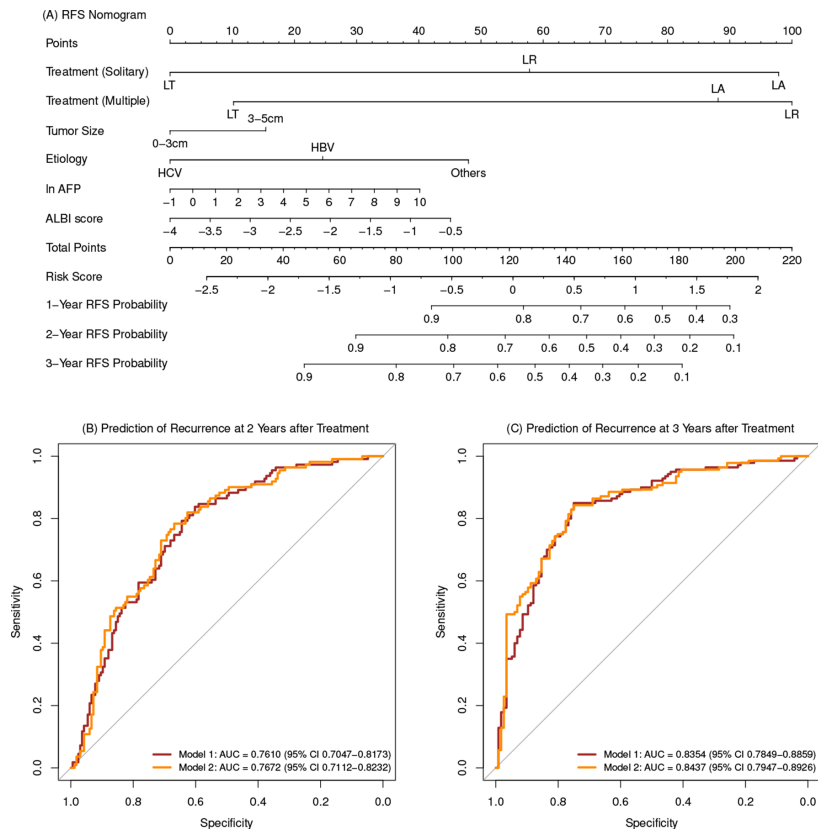 (A) RFS Nomogram
Points
0 10 20 30 40 50 60 70 80 90 100
Treatment (Solitary)
LR
LT LA
Treatment (Multiple)
LA
LT LR
Tumor Size
3−5cm
0−3cm
Etiology
HBV
HCV Others
ln AFP
−1 0 1 2 3 4 5 6 7 8 9 10
ALBI score
−4 −3.5 −3 −2.5 −2 −1.5 −1 −0.5
Total Points
0 20 40 60 80 100 120 140 160 180 200 220
Risk Score
−2.5 −2 −1.5 −1 −0.5 0 0.5 1 1.5 2
1−Year RFS Probability
0.9 0.8 0.7 0.6 0.5 0.4 0.3
2−Year RFS Probability
0.9 0.8 0.7 0.6 0.5 0.4 0.3 0.2 0.1
3−Year RFS Probability
0.9 0.8 0.7 0.6 0.5 0.4 0.3 0.2 0.1
(B) Prediction of Recurrence at 2 Years after Treatment
Sensitivity
1.0
0.8
0.6
0.4
0.2
0.0
Model 1: AUC = 0.7610 (95% CI 0.7047−0.8173)
Model 2: AUC = 0.7672 (95% CI 0.7112−0.8232)
1.0 0.8 0.6 0.4 0.2 0.0
Specificity
(C) Prediction of Recurrence at 3 Years after Treatment
Sensitivity
1.0
0.8
0.6
0.4
0.2
0.0
Model 1: AUC = 0.8354 (95% CI 0.7849−0.8859)
Model 2: AUC = 0.8437 (95% CI 0.7947−0.8926)
1.0 0.8 0.6 0.4 0.2 0.0
Specificity